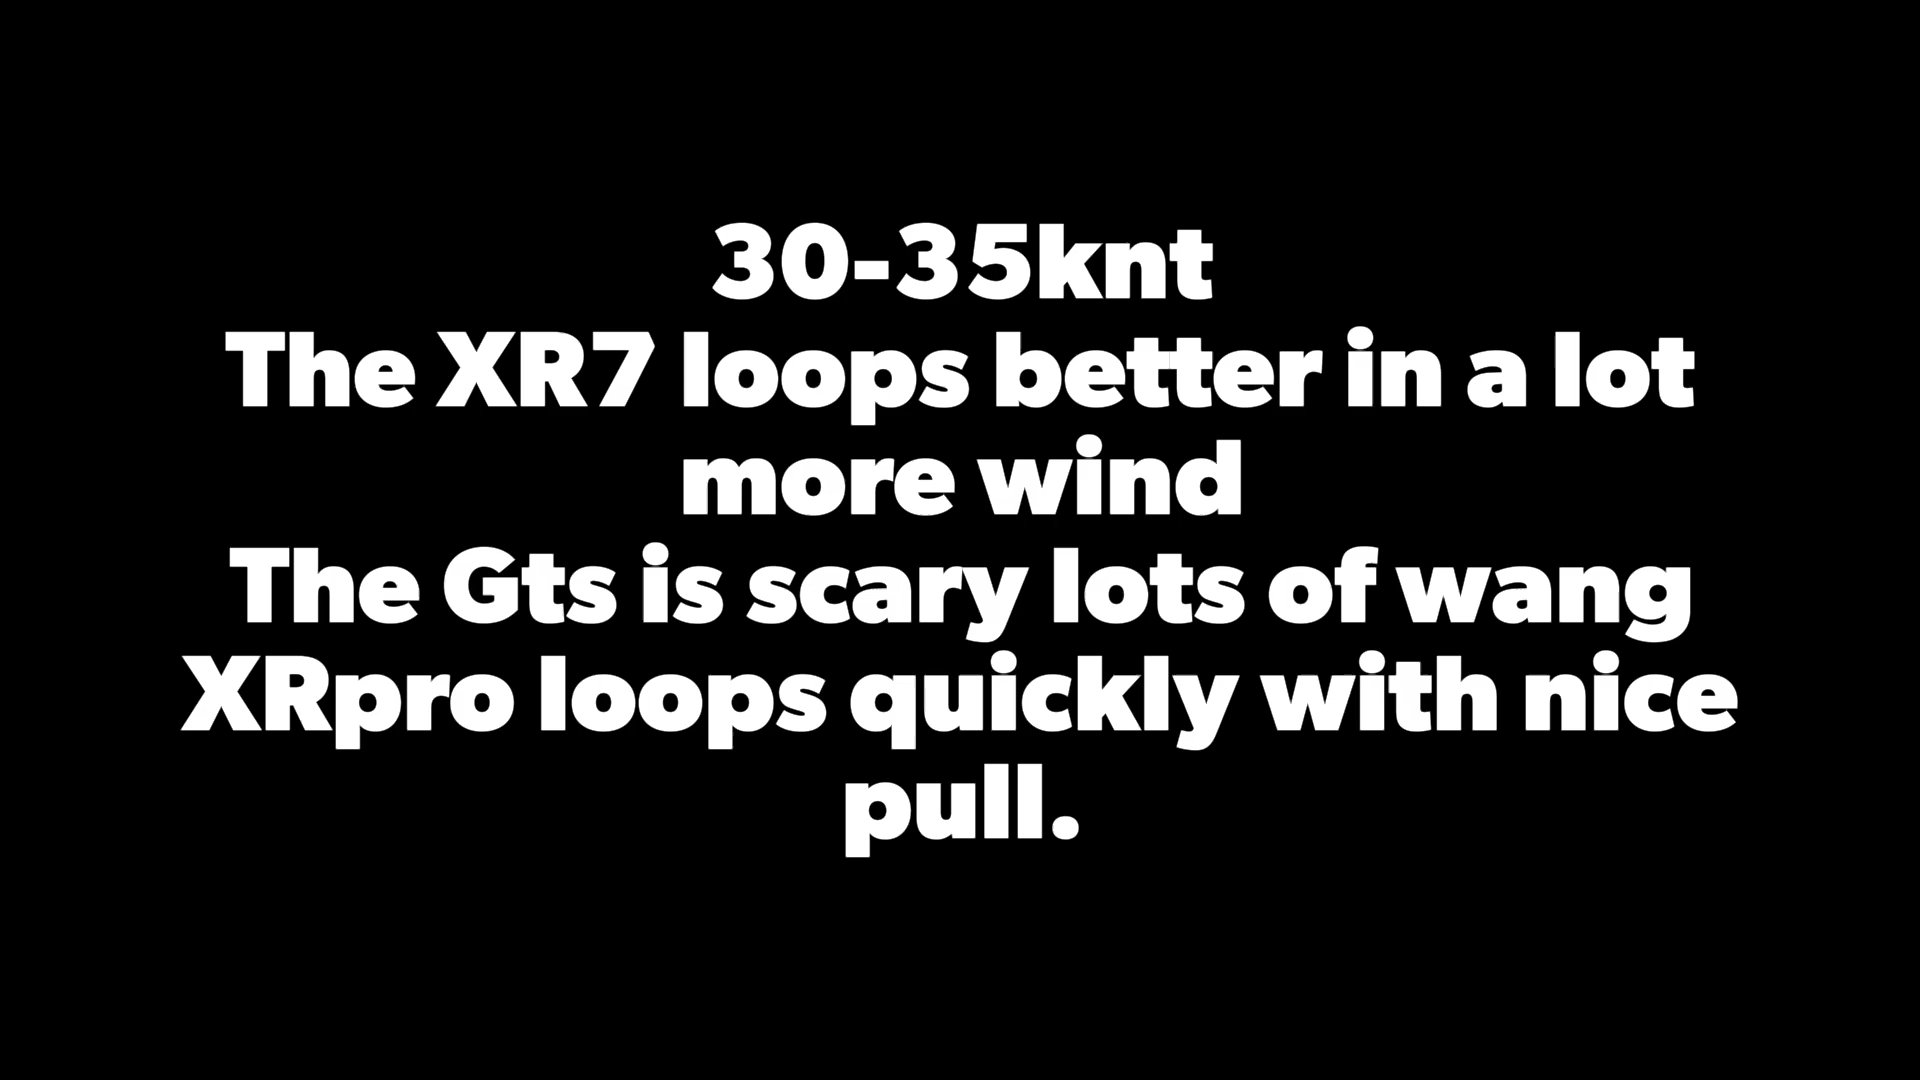 30-35knt
The XR7 loops better in a lot
more wind
The Gts is scary lots of wang
XRpro loops quickly with nice
pull.